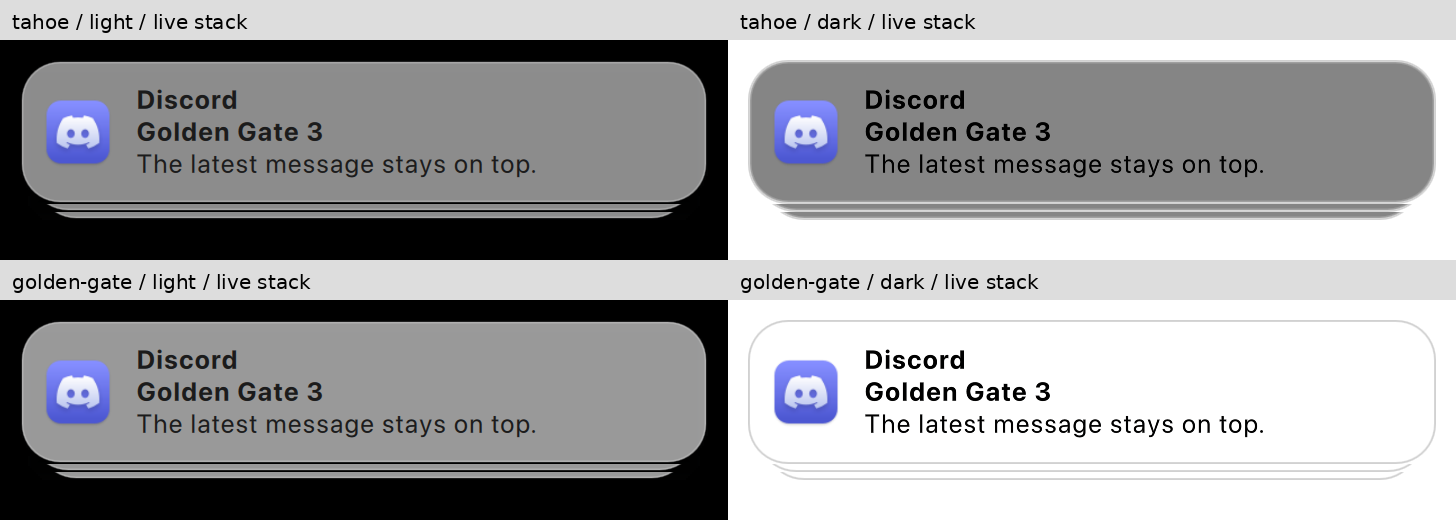 tahoe / light / live stack
Discord
Golden Gate 3
The latest message stays on top.
tahoe / dark / live stack
Discord
Golden Gate 3
The latest message stays on top.
golden-gate / light / live stack
Discord
Golden Gate 3
The latest message stays on top.
golden-gate / dark / live stack
Discord
Golden Gate 3
The latest message stays on top.